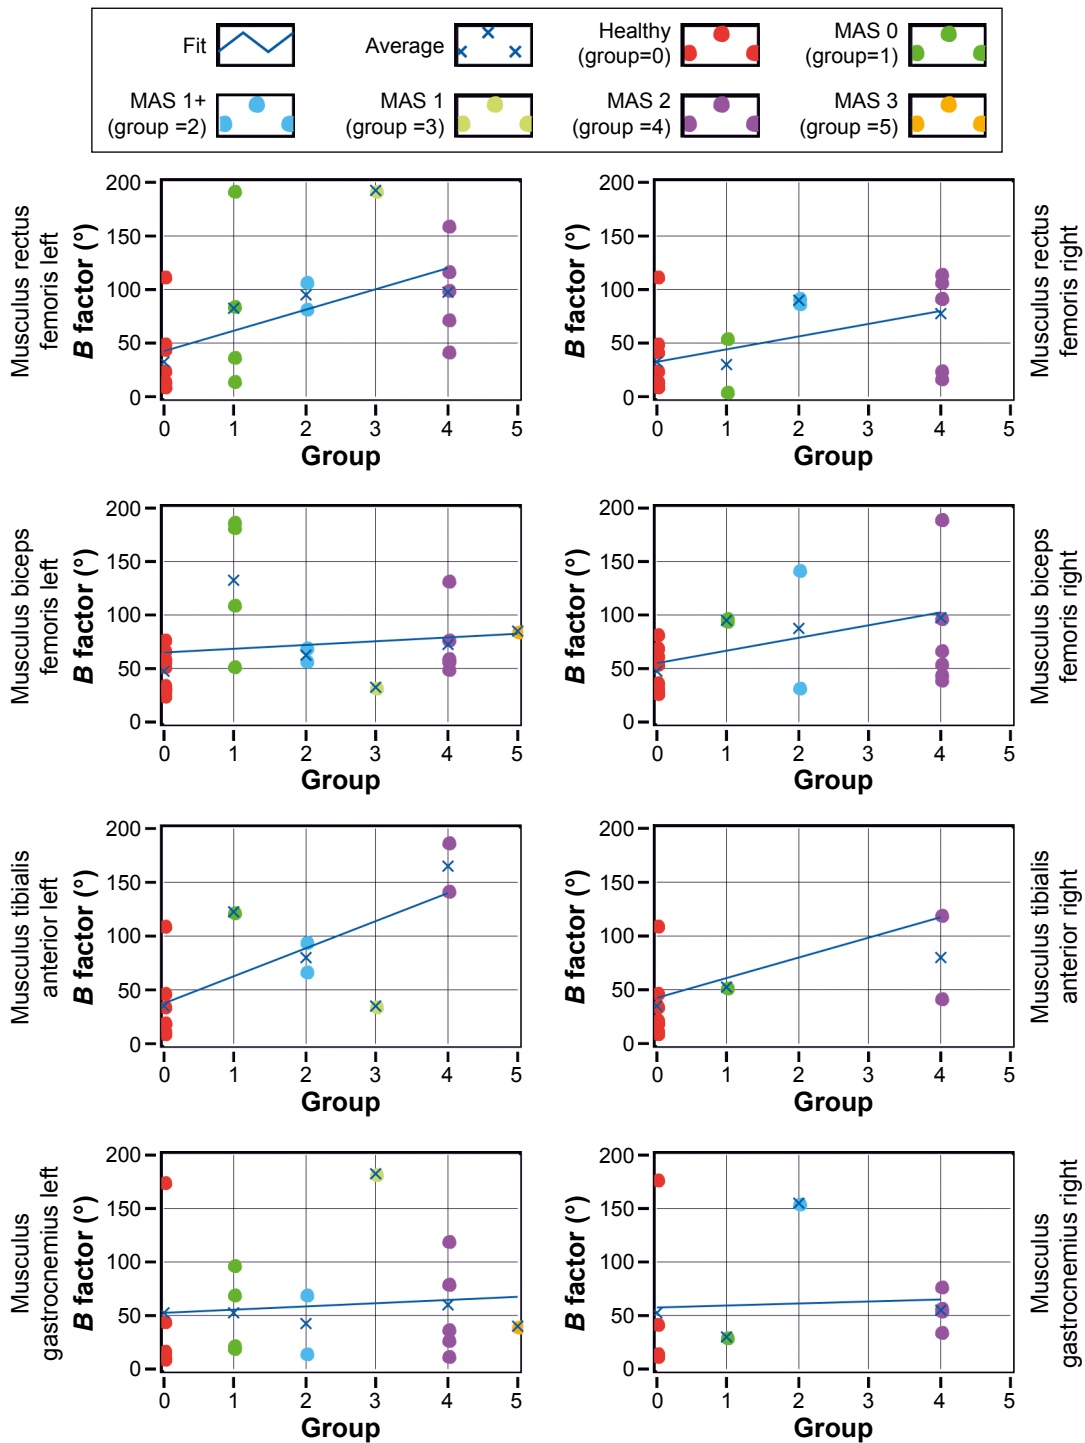 Fit
Average
Healthy
(group=0)
MAS 0
(group=1)
MAS 1+
(group =2)
MAS 1
(group =3)
MAS 2
(group =4)
MAS 3
(group =5)
Musculus rectus
femoris left
B factor (°)
200
150
100
50
0
0 1 2 3 4 5
Group
B factor (°)
200
150
100
50
0
0 1 2 3 4 5
Group
Musculus rectus
femoris right
Musculus biceps
femoris left
B factor (°)
200
150
100
50
0
0 1 2 3 4 5
Group
B factor (°)
200
150
100
50
0
0 1 2 3 4 5
Group
Musculus biceps
femoris right
Musculus tibialis
anterior left
B factor (°)
200
150
100
50
0
0 1 2 3 4 5
Group
B factor (°)
200
150
100
50
0
0 1 2 3 4 5
Group
Musculus tibialis
anterior right
Musculus
gastrocnemius left
B factor (°)
200
150
100
50
0
0 1 2 3 4 5
Group
B factor (°)
200
150
100
50
0
0 1 2 3 4 5
Group
Musculus
gastrocnemius right